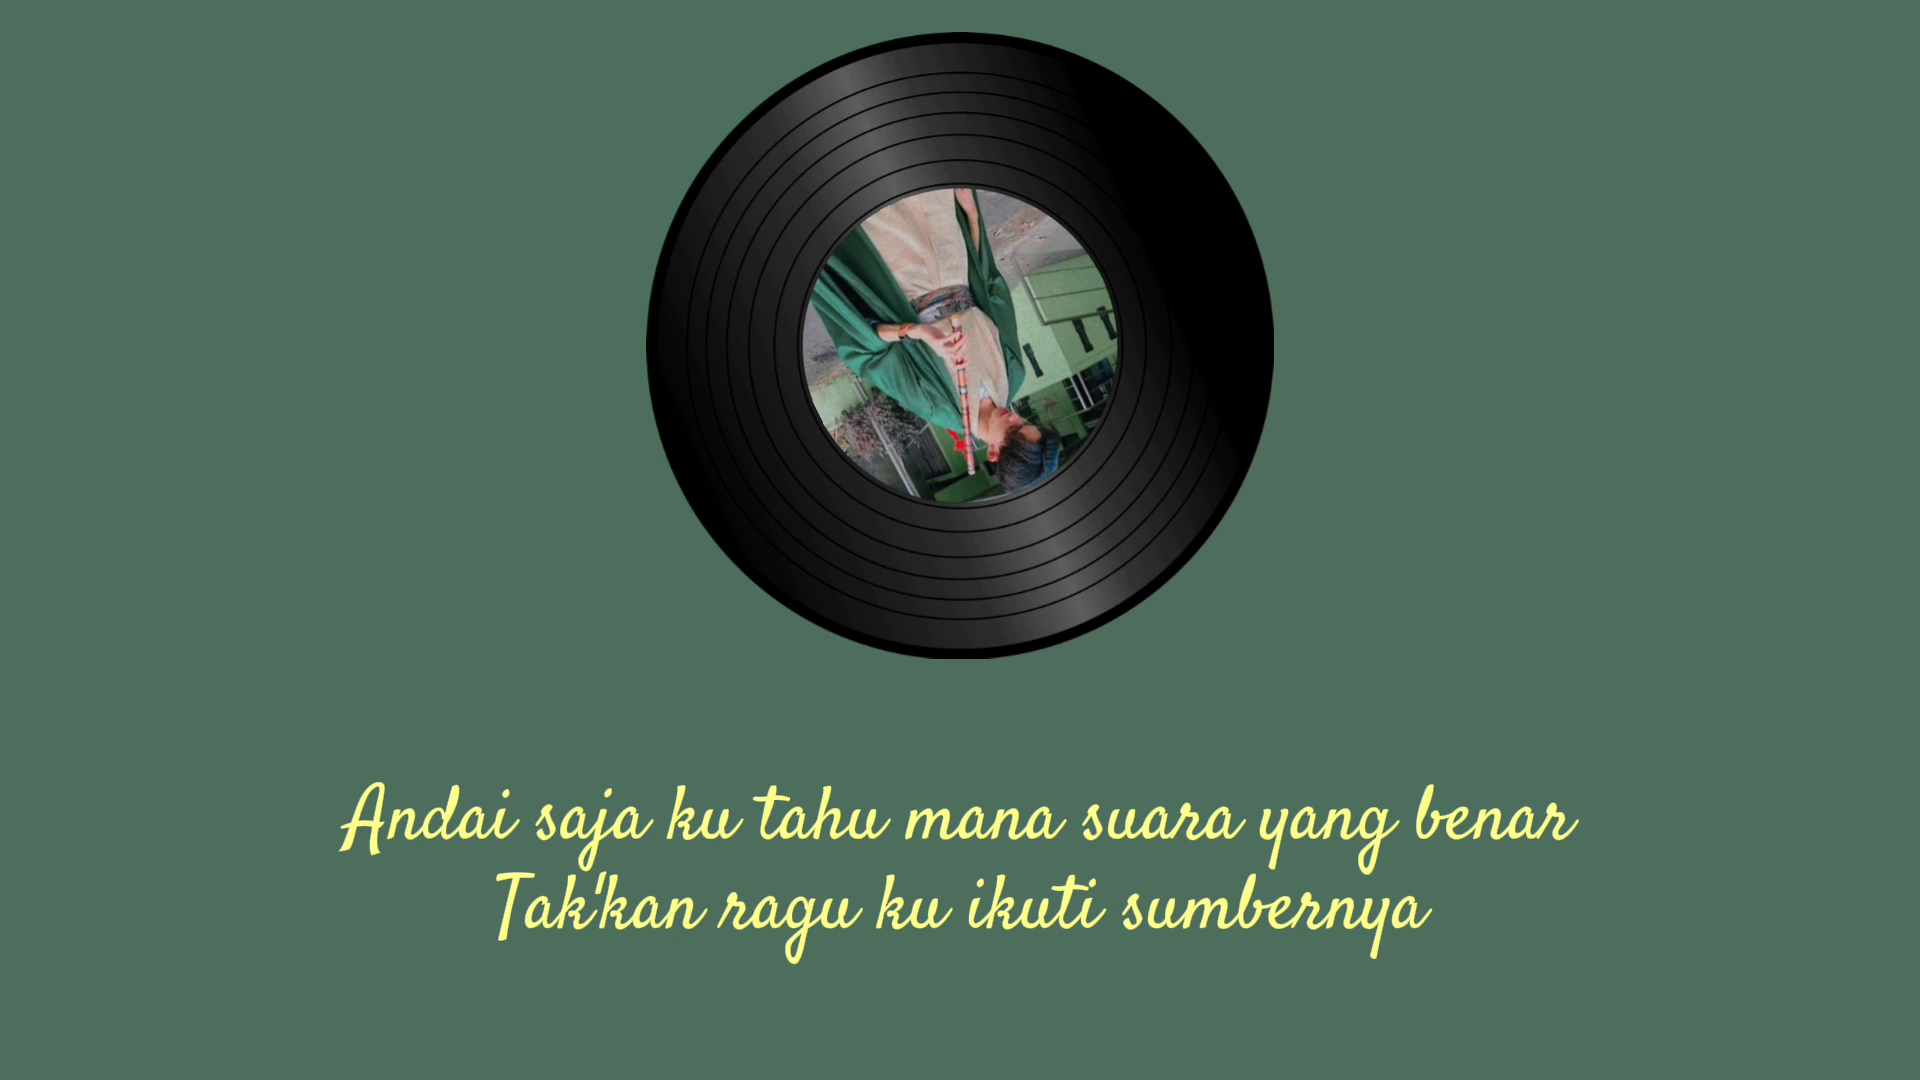 Andai saja ku tahu mana suara yang benar
Tak'kan ragu ku ikuti sumbernya